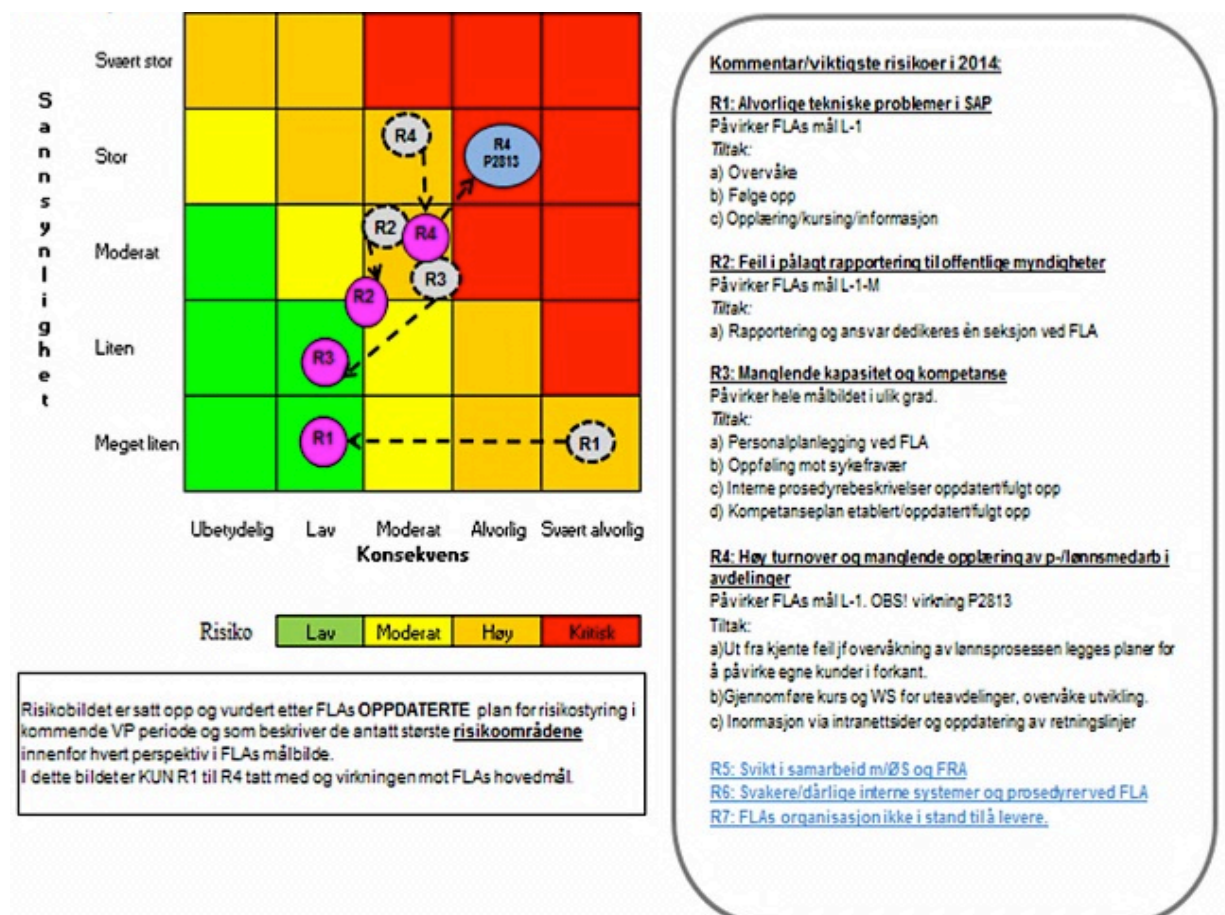 Sannsynlighet
Svært stor
Stor
Moderat
Liten
Meget liten
R4
R4
P2813
R2
R4
R3
R2
R3
R1
R1
Ubetydelig Lav Moderat Alvorlig Svært alvorlig
Konsekvens
Risiko Lav Moderat Høy Kritisk
Risikobildet er satt opp og vurdert etter FLAs OPPDATERTE plan for risikostyring i
kommende VP periode og som beskriver de antatt største risikoområdene
innenfor hvert perspektiv i FLAs målbilde.
I dette bildet er KUN R1 til R4 tatt med og virkningen mot FLAs hovedmål.
Kommentar/viktigste risikoer i 2014:
R1: Alvorlige tekniske problemer i SAP
Påvirker FLAs mål L-1
Tiltak:
a) Overvåke
b) Følge opp
c) Opplæring/kursing/informasjon
R2: Feil i pålagt rapportering til offentlige myndigheter
Påvirker FLAs mål L-1-M
Tiltak:
a) Rapportering og ansvar dedikeres èn seksjon ved FLA
R3: Manglende kapasitet og kompetanse
Påvirker hele målbildet i ulik grad.
Tiltak:
a) Personalplanlegging ved FLA
b) Oppføling mot sykefravær
c) Interne prosedyrebeskrivelser oppdatert/fulgt opp
d) Kompetanseplan etablert/oppdatert/fulgt opp
R4: Høy turnover og manglende opplæring av p-/lønnsmedarb i
avdelinger
Påvirker FLAs mål L-1. OBS! virkning P2813
Tiltak:
a)Ut fra kjente feil jf overvåkning av lønnsprosessen legges planer for
å påvirke egne kunder i forkant.
b)Gjennomføre kurs og WS for uteavdelinger, overvåke utvikling.
c) Inormasjon via intranettsider og oppdatering av retningslinjer
R5: Svikt i samarbeid m/ØS og FRA
R6: Svakere/dårlige interne systemer og prosedyrer ved FLA
R7: FLAs organisasjon ikke i stand til å levere.